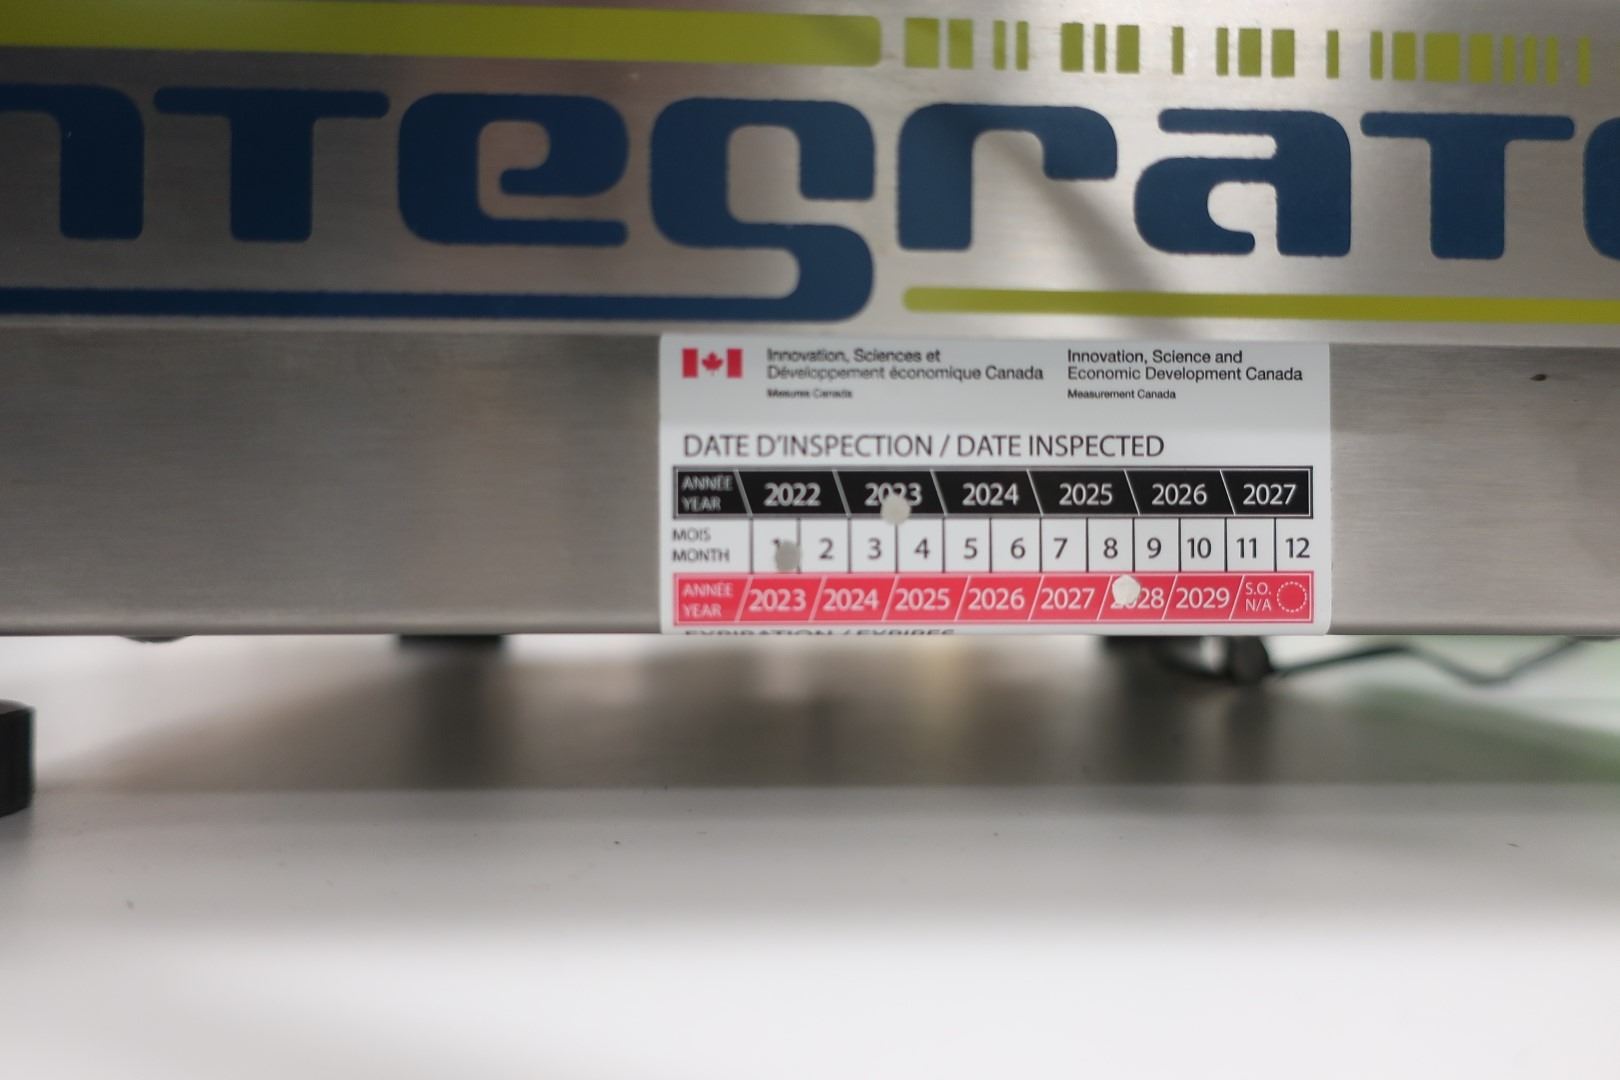 ntegrat
Innovation, Sciences et
Développement économique Canada
Mesures Canada
Innovation, Science and
Economic Development Canada
Measurement Canada
DATE D'INSPECTION / DATE INSPECTED
ANNÉE YEAR 2022 2023 2024 2025 2026 2027
MOIS MONTH 1 2 3 4 5 6 7 8 9 10 11 12
ANNÉE YEAR 2023 2024 2025 2026 2027 2028 2029 S.O. N/A
EXPIRATION / EXPIRES